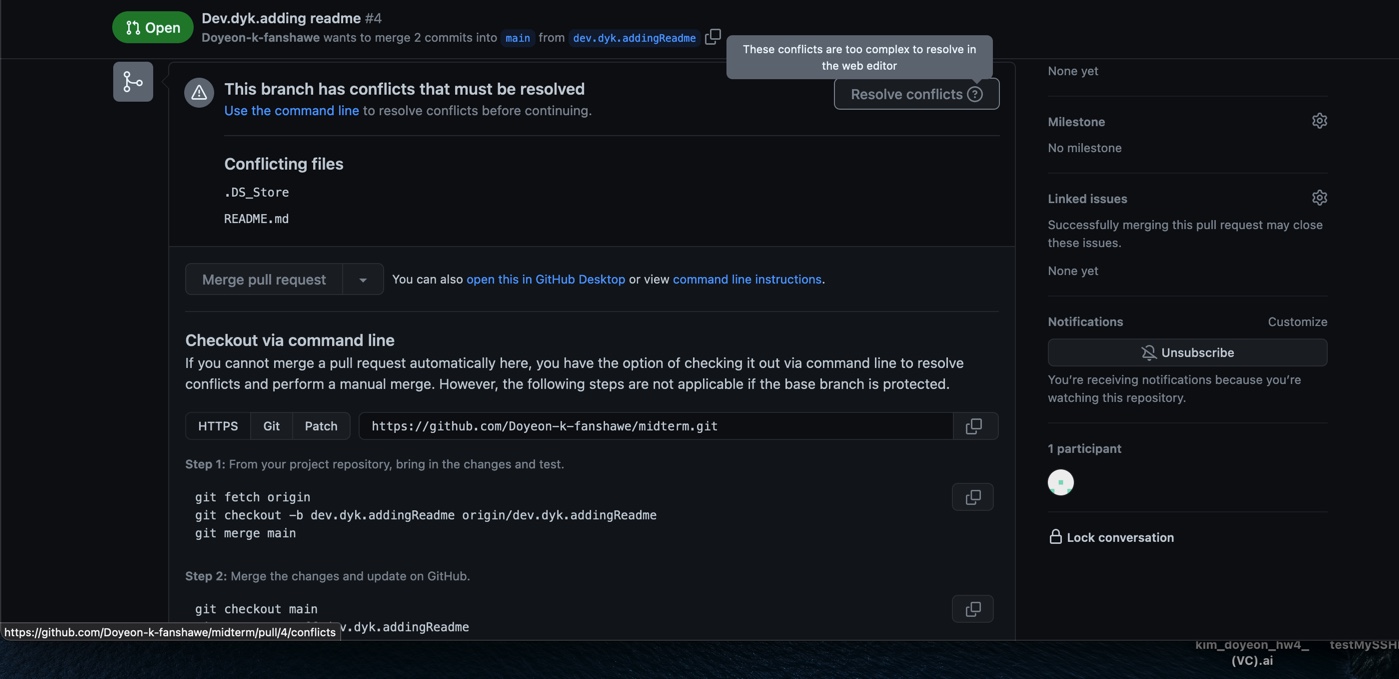 Open
Dev.dyk.adding readme #4
Doyeon-k-fanshawe wants to merge 2 commits into main from dev.dyk.addingReadme
These conflicts are too complex to resolve in
the web editor
This branch has conflicts that must be resolved
Use the command line to resolve conflicts before continuing.
Resolve conflicts
Conflicting files
.DS_Store
README.md
Merge pull request
You can also open this in GitHub Desktop or view command line instructions.
Checkout via command line
If you cannot merge a pull request automatically here, you have the option of checking it out via command line to resolve
conflicts and perform a manual merge. However, the following steps are not applicable if the base branch is protected.
HTTPS Git Patch https://github.com/Doyeon-k-fanshawe/midterm.git
Step 1: From your project repository, bring in the changes and test.
git fetch origin
git checkout -b dev.dyk.addingReadme origin/dev.dyk.addingReadme
git merge main
Step 2: Merge the changes and update on GitHub.
git checkout main
v.dyk.addingReadme
https://github.com/Doyeon-k-fanshawe/midterm/pull/4/conflicts
None yet
Milestone
No milestone
Linked issues
Successfully merging this pull request may close
these issues.
None yet
Notifications Customize
Unsubscribe
You're receiving notifications because you're
watching this repository.
1 participant
Lock conversation
kim_doyeon_hw4_
(VC).ai
testMySSH